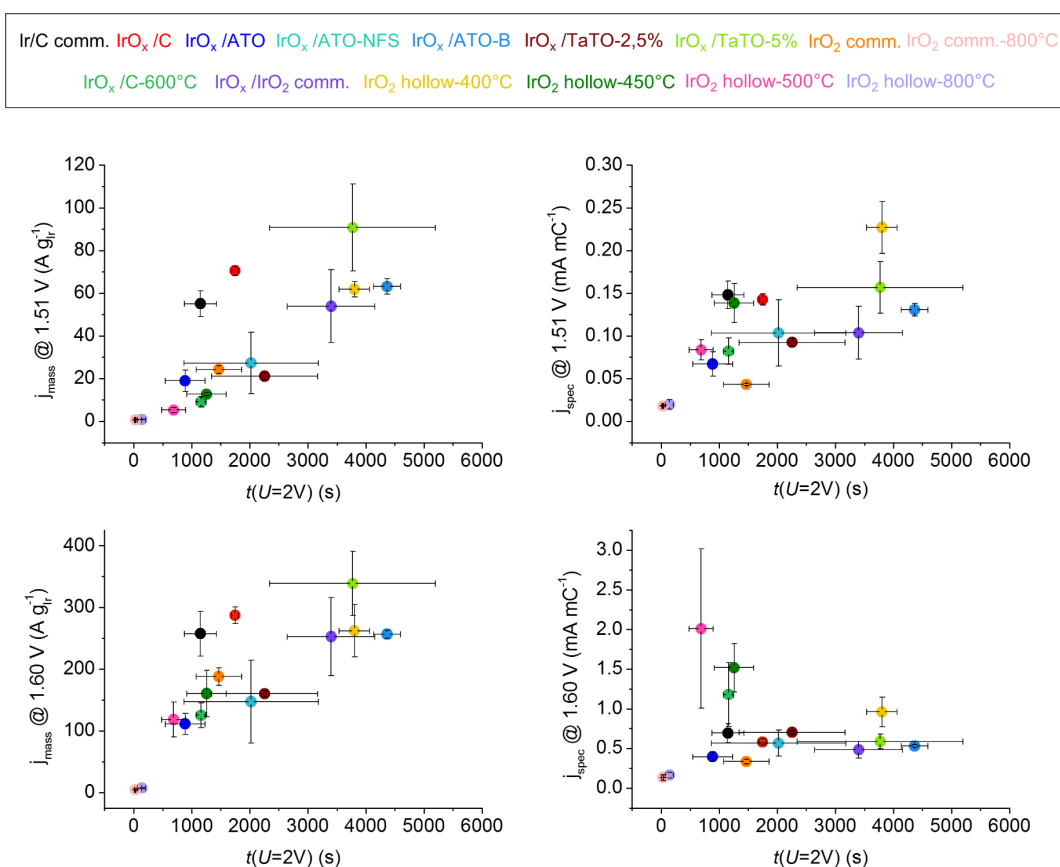 Ir/C comm. IrOₓ /C IrOₓ /ATO IrOₓ /ATO-NFS IrOₓ /ATO-B IrOₓ /TaTO-2,5% IrOₓ /TaTO-5% IrO₂ comm. IrO₂ comm.-800°C
IrOₓ /C-600°C IrOₓ /IrO₂ comm. IrO₂ hollow-400°C IrO₂ hollow-450°C IrO₂ hollow-500°C IrO₂ hollow-800°C
j_mass @ 1.51 V (A g_Ir⁻¹)
120
100
80
60
40
20
0
0 1000 2000 3000 4000 5000 6000
t(U=2V) (s)
j_spec @ 1.51 V (mA mC⁻¹)
0.30
0.25
0.20
0.15
0.10
0.05
0.00
0 1000 2000 3000 4000 5000 6000
t(U=2V) (s)
j_mass @ 1.60 V (A g_Ir⁻¹)
400
300
200
100
0
0 1000 2000 3000 4000 5000 6000
t(U=2V) (s)
j_spec @ 1.60 V (mA mC⁻¹)
3.0
2.5
2.0
1.5
1.0
0.5
0.0
0 1000 2000 3000 4000 5000 6000
t(U=2V) (s)